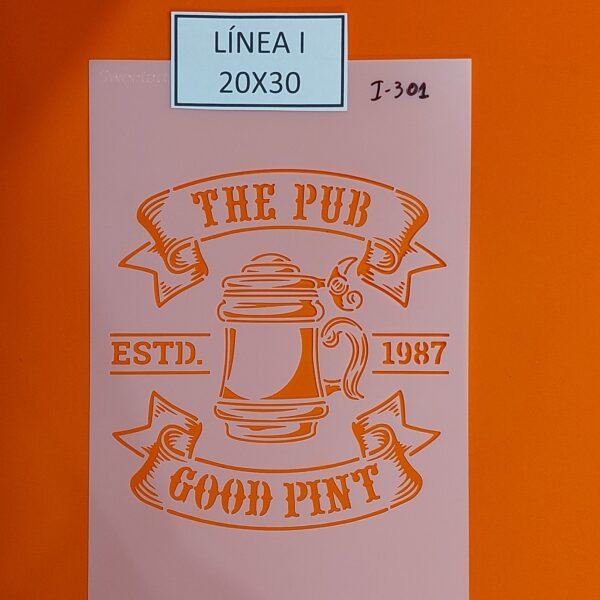 LÍNEA I
20X30
I-301
THE PUB
ESTD. 1987
GOOD PINT